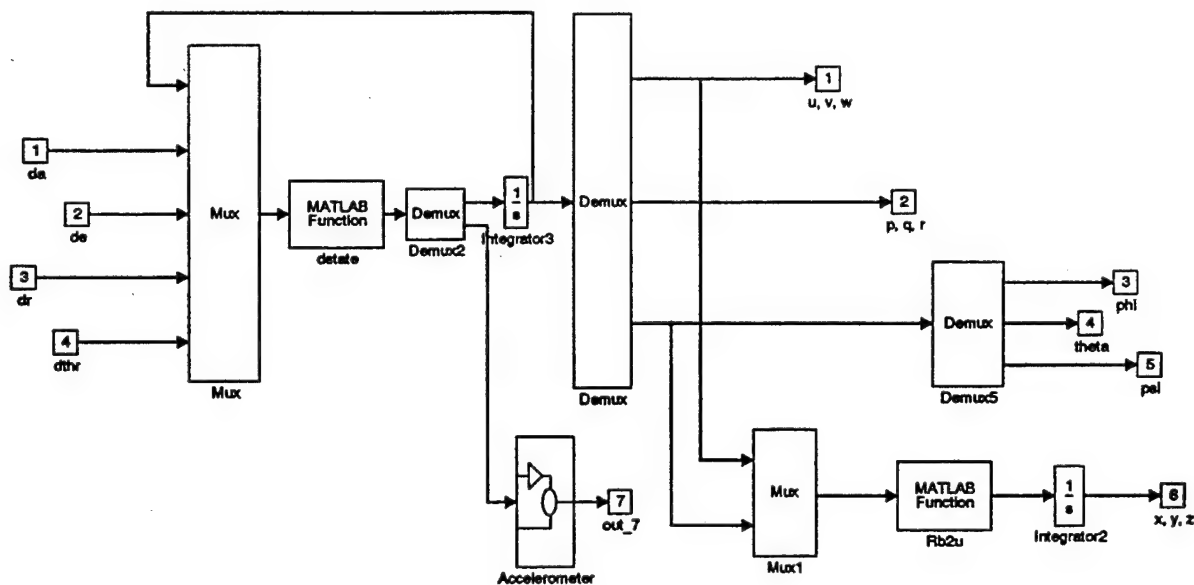 1
da
2
de
3
dr
4
dthr
Mux
Mux
MATLAB
Function
dstate
Demux
Demux2
1
s
Integrator3
Demux
Demux
1
u, v, w
2
p, q, r
Demux
Demux5
3
phi
4
theta
5
psi
Accelerometer
7
out_7
Mux
Mux1
MATLAB
Function
Rb2u
1
s
Integrator2
6
x, y, z